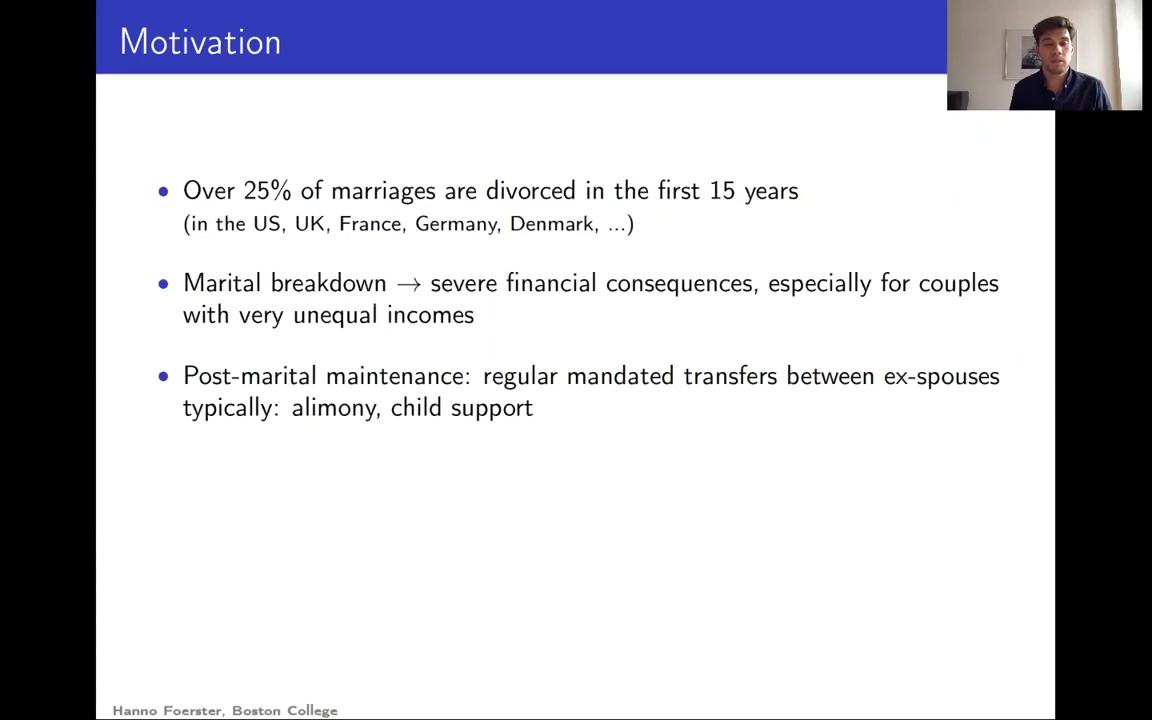 Motivation
• Over 25% of marriages are divorced in the first 15 years
(in the US, UK, France, Germany, Denmark, ...)
• Marital breakdown → severe financial consequences, especially for couples
with very unequal incomes
• Post-marital maintenance: regular mandated transfers between ex-spouses
typically: alimony, child support
Hanno Foerster, Boston College